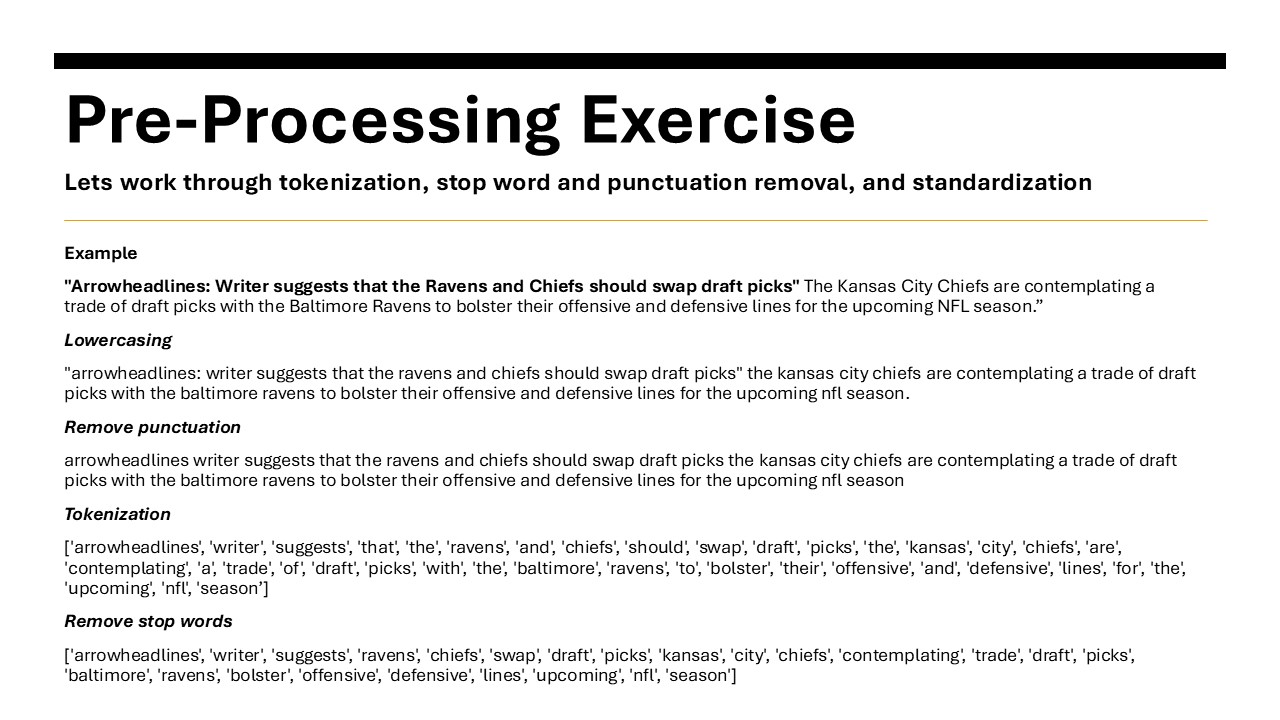 Pre-Processing Exercise
Lets work through tokenization, stop word and punctuation removal, and standardization
Example
"Arrowheadlines: Writer suggests that the Ravens and Chiefs should swap draft picks" The Kansas City Chiefs are contemplating a
trade of draft picks with the Baltimore Ravens to bolster their offensive and defensive lines for the upcoming NFL season.”
Lowercasing
"arrowheadlines: writer suggests that the ravens and chiefs should swap draft picks" the kansas city chiefs are contemplating a trade of draft
picks with the baltimore ravens to bolster their offensive and defensive lines for the upcoming nfl season.
Remove punctuation
arrowheadlines writer suggests that the ravens and chiefs should swap draft picks the kansas city chiefs are contemplating a trade of draft
picks with the baltimore ravens to bolster their offensive and defensive lines for the upcoming nfl season
Tokenization
['arrowheadlines', 'writer', 'suggests', 'that', 'the', 'ravens', 'and', 'chiefs', 'should', 'swap', 'draft', 'picks', 'the', 'kansas', 'city', 'chiefs', 'are',
'contemplating', 'a', 'trade', 'of', 'draft', 'picks', 'with', 'the', 'baltimore', 'ravens', 'to', 'bolster', 'their', 'offensive', 'and', 'defensive', 'lines', 'for', 'the',
'upcoming', 'nfl', 'season’]
Remove stop words
['arrowheadlines', 'writer', 'suggests', 'ravens', 'chiefs', 'swap', 'draft', 'picks', 'kansas', 'city', 'chiefs', 'contemplating', 'trade', 'draft', 'picks',
'baltimore', 'ravens', 'bolster', 'offensive', 'defensive', 'lines', 'upcoming', 'nfl', 'season']